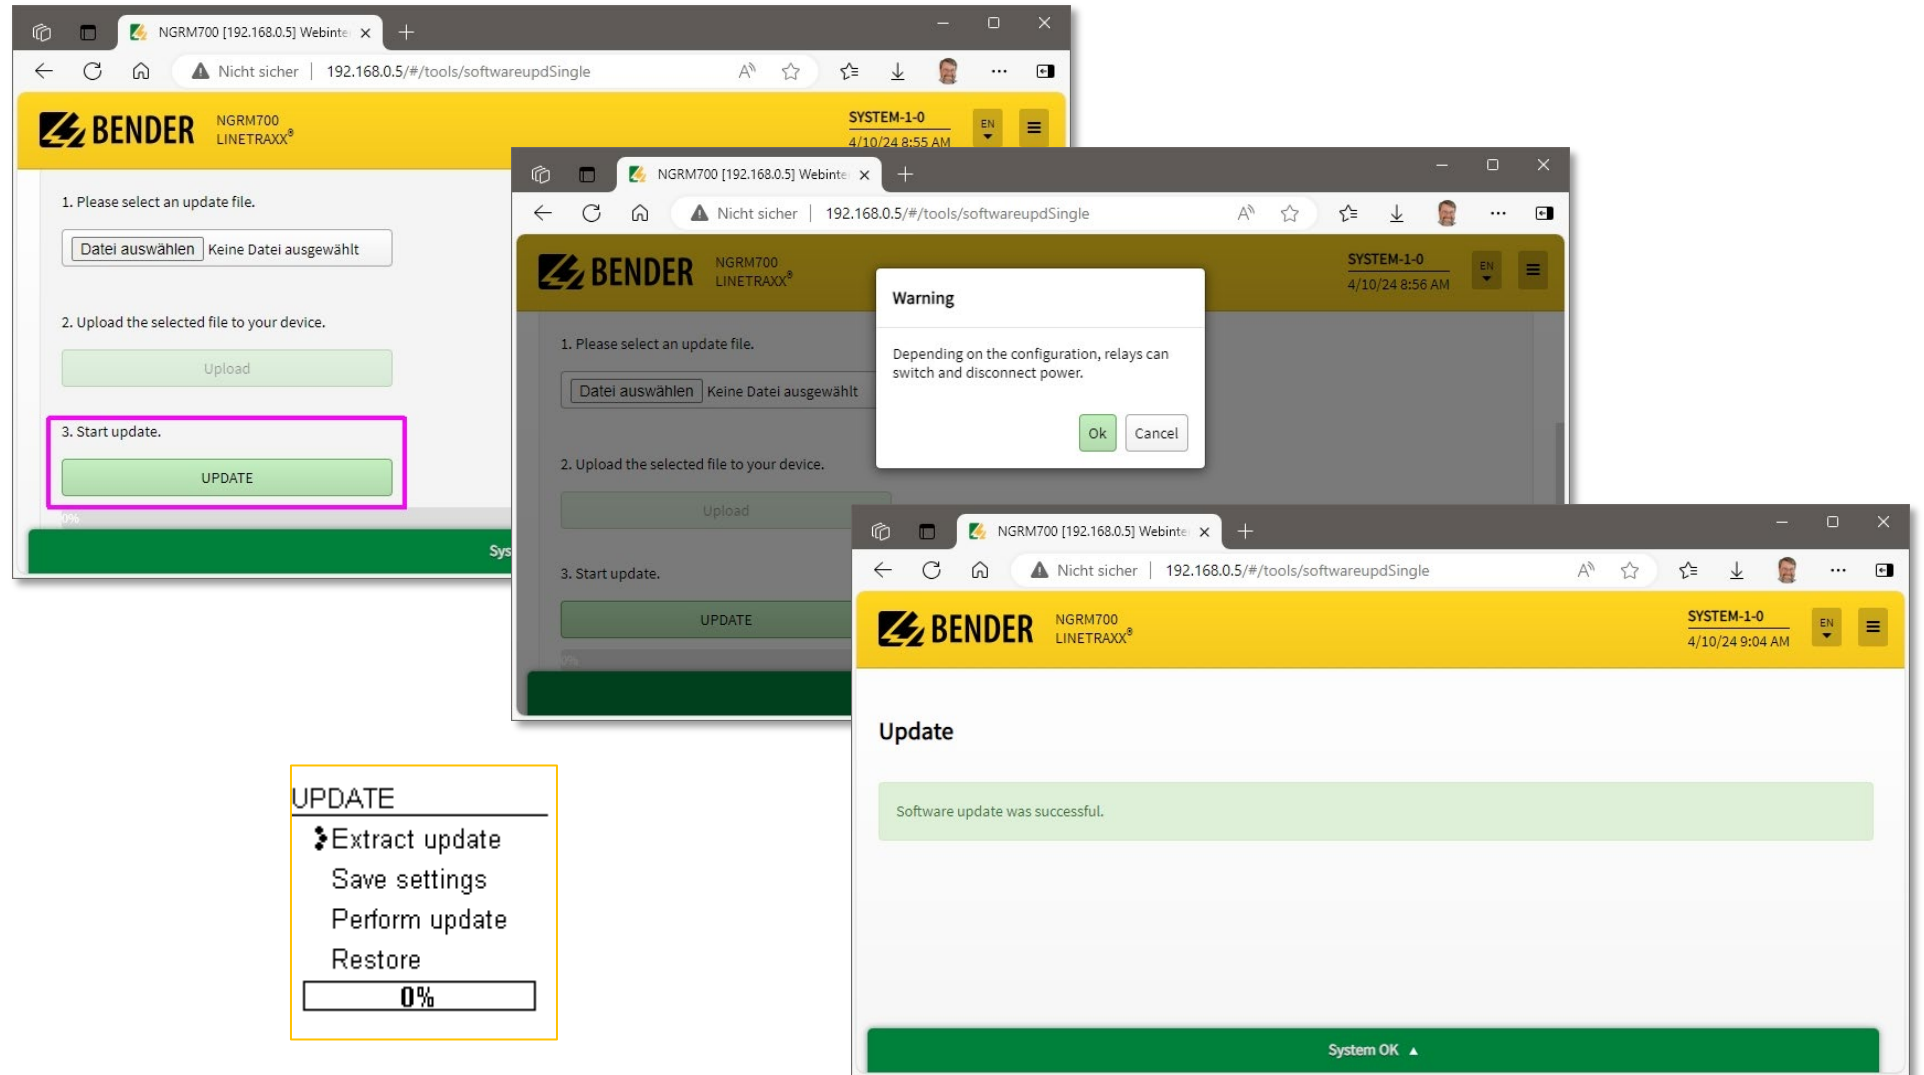 NGRM700 [192.168.0.5] Webinte
Nicht sicher | 192.168.0.5/#/tools/softwareupdSingle
BENDER
NGRM700
LINETRAXX®
SYSTEM-1-0
4/10/24 8:55 AM
EN
1. Please select an update file.
Datei auswählen Keine Datei ausgewählt
2. Upload the selected file to your device.
Upload
3. Start update.
UPDATE
0%
Sys
NGRM700 [192.168.0.5] Webinte
Nicht sicher | 192.168.0.5/#/tools/softwareupdSingle
BENDER
NGRM700
LINETRAXX®
SYSTEM-1-0
4/10/24 8:56 AM
EN
Warning
Depending on the configuration, relays can
switch and disconnect power.
Ok Cancel
1. Please select an update file.
Datei auswählen Keine Datei ausgewählt
2. Upload the selected file to your device.
Upload
3. Start update.
UPDATE
0%
NGRM700 [192.168.0.5] Webinte
Nicht sicher | 192.168.0.5/#/tools/softwareupdSingle
BENDER
NGRM700
LINETRAXX®
SYSTEM-1-0
4/10/24 9:04 AM
EN
Update
Software update was successful.
System OK ▲
UPDATE
Extract update
Save settings
Perform update
Restore
0%